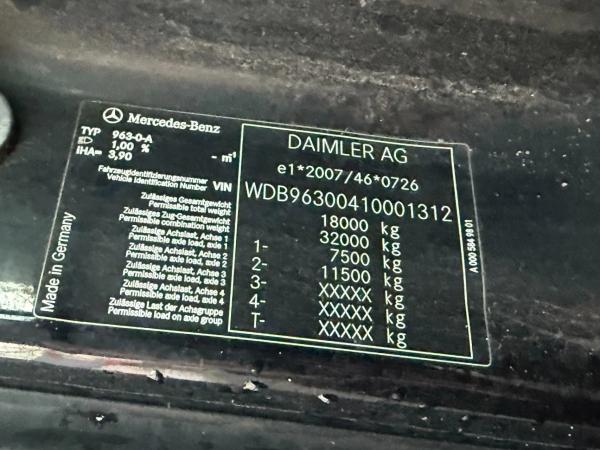 Mercedes-Benz
TYP 963-0-A
1,00 %
IHA= 3,90 - m³
Fahrzeugidentifizierungsnummer
Vehicle Identification Number VIN
Zulässiges Gesamtgewicht
Permissible total weight
Zulässiges Zug-Gesamtgewicht
Permissible combination weight
Zulässige Achslast, Achse 1
Permissible axle load, axle 1
Zulässige Achslast, Achse 2
Permissible axle load, axle 2
Zulässige Achslast, Achse 3
Permissible axle load, axle 3
Zulässige Achslast, Achse 4
Permissible axle load, axle 4
Zulässige Last der Achsgruppe
Permissible load on axle group
Made in Germany
DAIMLER AG
e1*2007/46*0726
WDB96300410001312
18000 kg
32000 kg
1- 7500 kg
2- 11500 kg
3- XXXXX kg
4- XXXXX kg
T- XXXXX kg
A 000 584 98 01